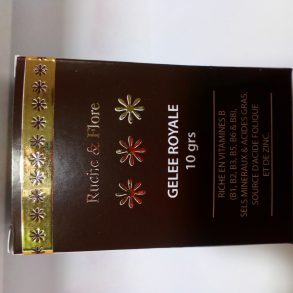 Ruche & Flore
GELEE ROYALE
10 grs
RICHE EN VITAMINES B
(B1, B2, B3, B5, B6 & B8),
SELS MINERAUX & ACIDES GRAS,
SOURCE D'ACIDE FOLIQUE
ET DE ZINC.